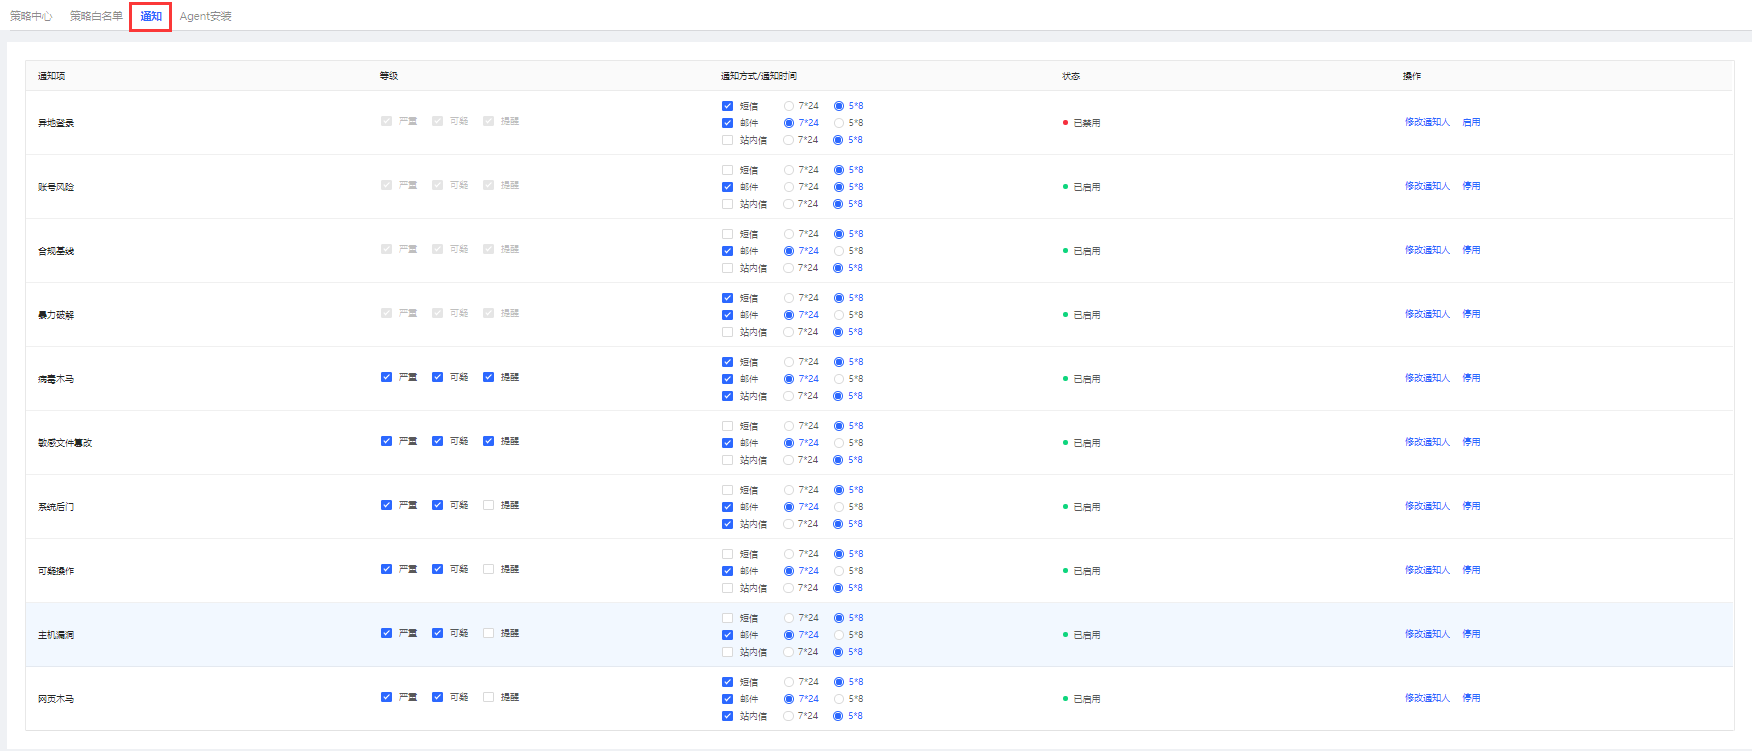 策略中心 策略白名单 通知 Agent安装
通知项 等级 通知方式/通知时间 状态 操作
短信 7*24 5*8
异地登录 严重 可疑 提醒 邮件 7*24 5*8 已禁用 修改通知人 启用
站内信 7*24 5*8
短信 7*24 5*8
账号风险 严重 可疑 提醒 邮件 7*24 5*8 已启用 修改通知人 停用
站内信 7*24 5*8
短信 7*24 5*8
合规基线 严重 可疑 提醒 邮件 7*24 5*8 已启用 修改通知人 停用
站内信 7*24 5*8
短信 7*24 5*8
暴力破解 严重 可疑 提醒 邮件 7*24 5*8 已启用 修改通知人 停用
站内信 7*24 5*8
短信 7*24 5*8
病毒木马 严重 可疑 提醒 邮件 7*24 5*8 已启用 修改通知人 停用
站内信 7*24 5*8
短信 7*24 5*8
敏感文件篡改 严重 可疑 提醒 邮件 7*24 5*8 已启用 修改通知人 停用
站内信 7*24 5*8
短信 7*24 5*8
系统后门 严重 可疑 提醒 邮件 7*24 5*8 已启用 修改通知人 停用
站内信 7*24 5*8
短信 7*24 5*8
可疑操作 严重 可疑 提醒 邮件 7*24 5*8 已启用 修改通知人 停用
站内信 7*24 5*8
短信 7*24 5*8
主机漏洞 严重 可疑 提醒 邮件 7*24 5*8 已启用 修改通知人 停用
站内信 7*24 5*8
短信 7*24 5*8
网页木马 严重 可疑 提醒 邮件 7*24 5*8 已启用 修改通知人 停用
站内信 7*24 5*8